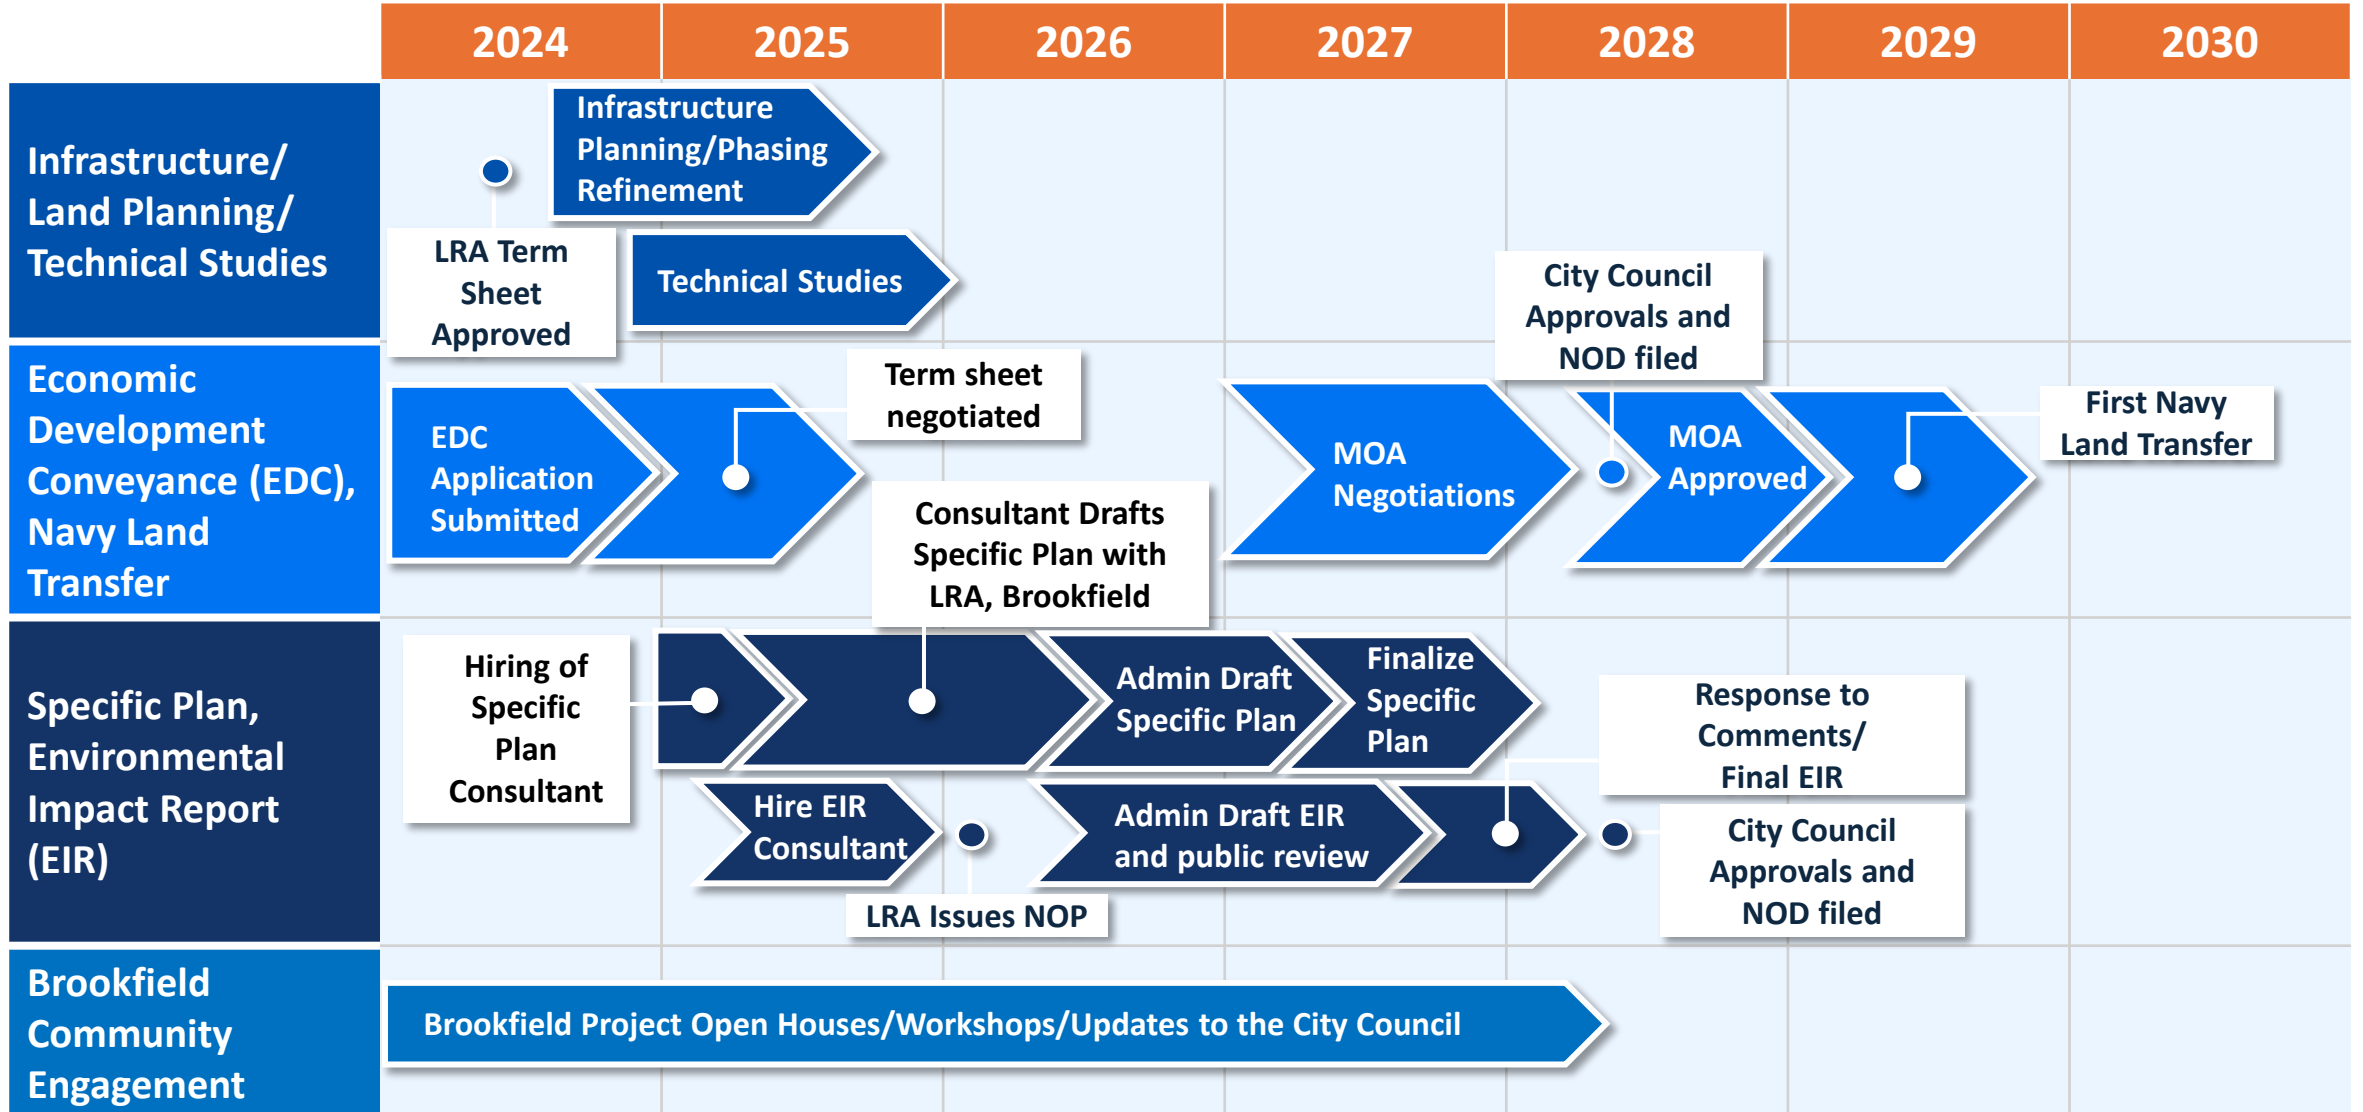 2024 2025 2026 2027 2028 2029 2030
Infrastructure/
Land Planning/
Technical Studies
Infrastructure
Planning/Phasing
Refinement
LRA Term
Sheet
Approved
Technical Studies
Economic
Development
Conveyance (EDC),
Navy Land
Transfer
EDC
Application
Submitted
Term sheet
negotiated
MOA
Negotiations
City Council
Approvals and
NOD filed
MOA
Approved
First Navy
Land Transfer
Specific Plan,
Environmental
Impact Report
(EIR)
Hiring of
Specific
Plan
Consultant
Consultant Drafts
Specific Plan with
LRA, Brookfield
Admin Draft
Specific Plan
Finalize
Specific
Plan
Hire EIR
Consultant
LRA Issues NOP
Admin Draft EIR
and public review
Response to
Comments/
Final EIR
City Council
Approvals and
NOD filed
Brookfield
Community
Engagement
Brookfield Project Open Houses/Workshops/Updates to the City Council